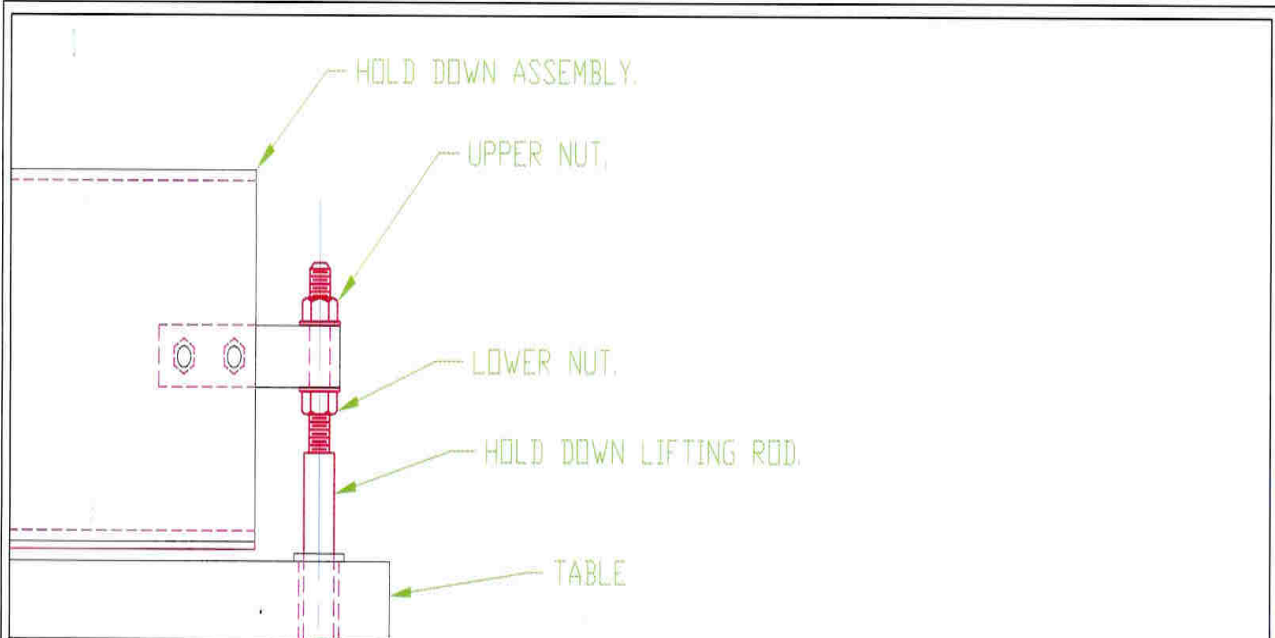 HOLD DOWN ASSEMBLY.
UPPER NUT.
LOWER NUT.
HOLD DOWN LIFTING ROD.
TABLE